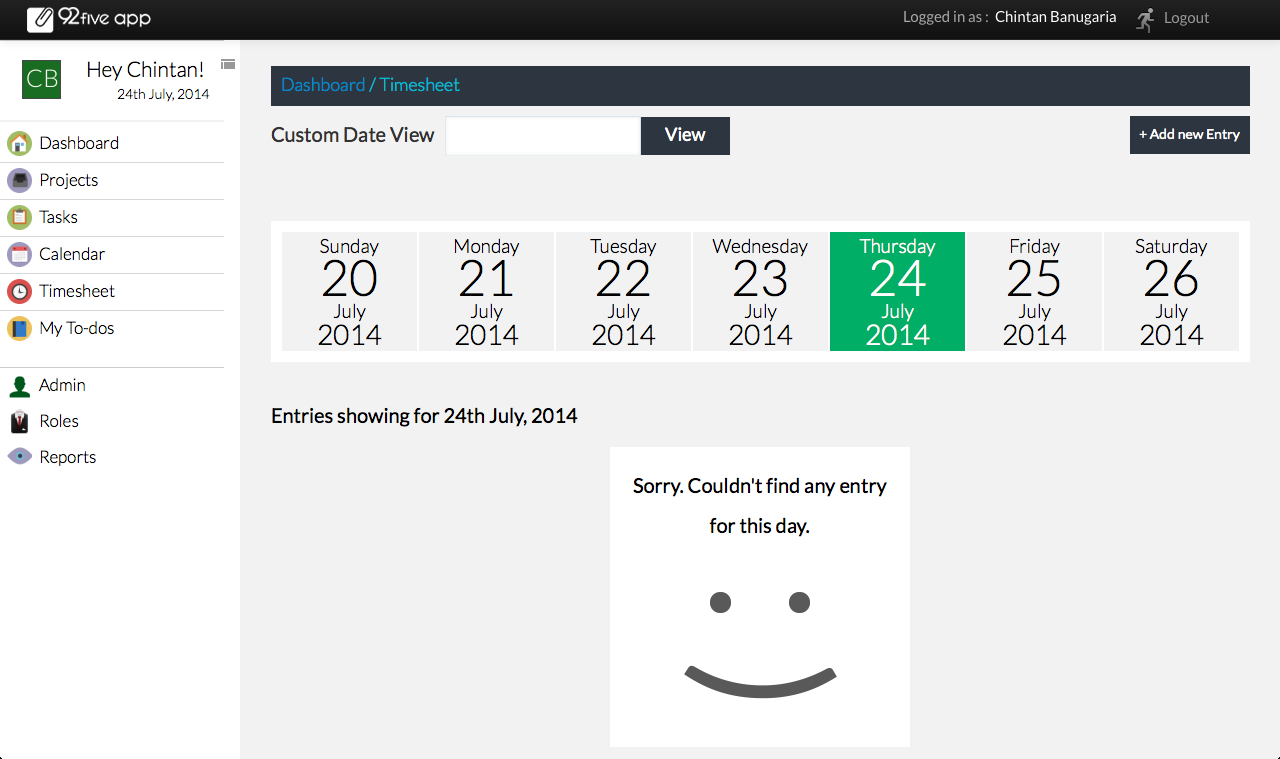 92five app
Logged in as : Chintan Banugaria Logout
CB
Hey Chintan!
24th July, 2014
Dashboard
Projects
Tasks
Calendar
Timesheet
My To-dos
Admin
Roles
Reports
Dashboard / Timesheet
Custom Date View View + Add new Entry
Sunday Monday Tuesday Wednesday Thursday Friday Saturday
20 21 22 23 24 25 26
July July July July July July July
2014 2014 2014 2014 2014 2014 2014
Entries showing for 24th July, 2014
Sorry. Couldn't find any entry
for this day.